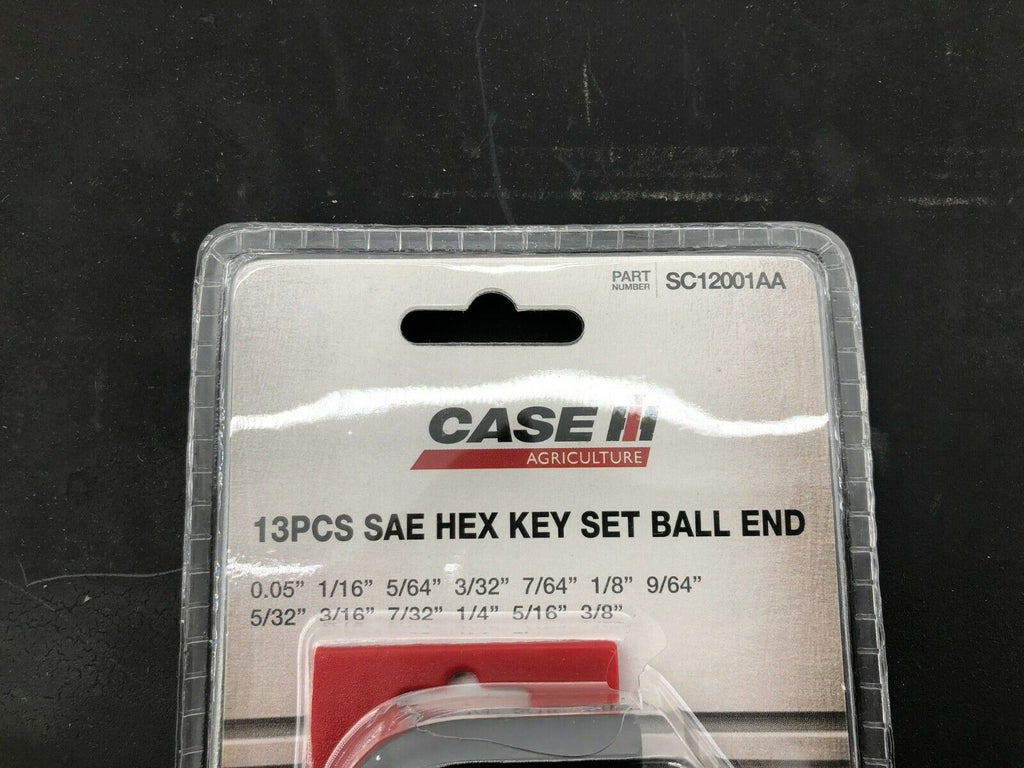 PART NUMBER SC12001AA
CASE IH
AGRICULTURE
13PCS SAE HEX KEY SET BALL END
0.05” 1/16” 5/64” 3/32” 7/64” 1/8” 9/64”
5/32” 3/16” 7/32” 1/4” 5/16” 3/8”